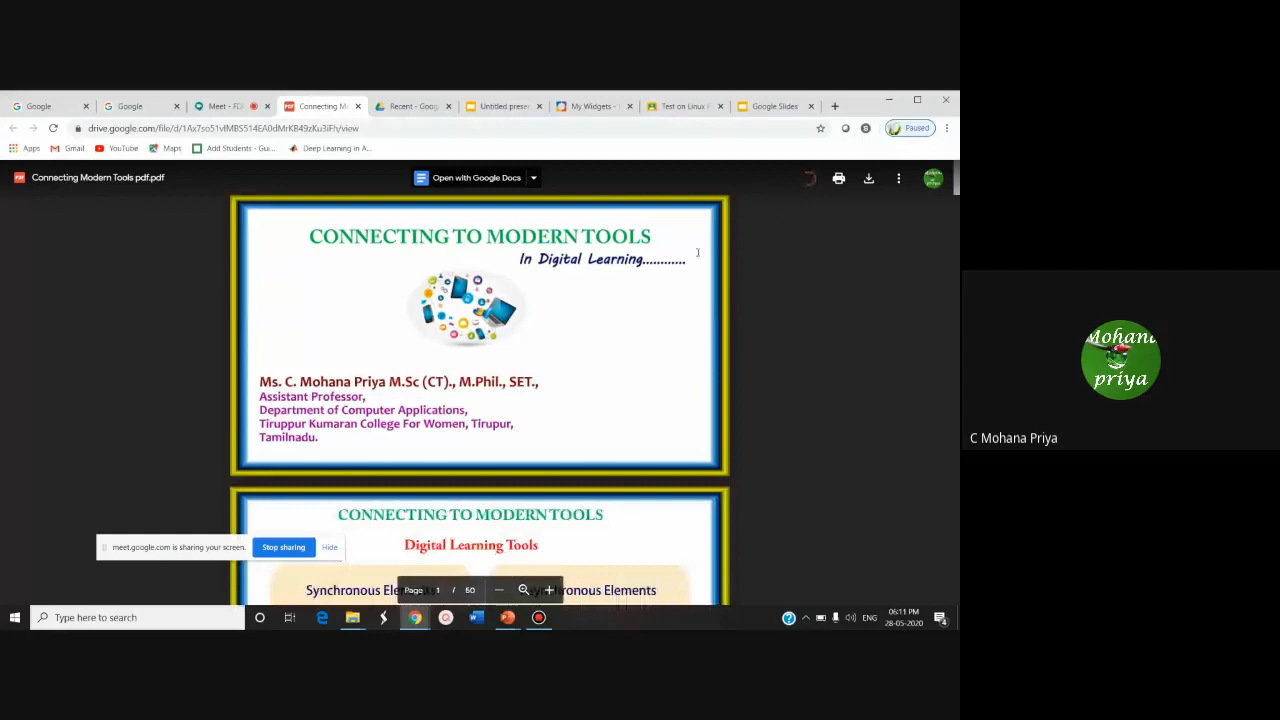 Google
Google
Meet - FD
Connecting M
Recent - Goog
Untitled prese
My Widgets -
Test on Linux
Google Slides
drive.google.com/file/d/1Ax7so51vfMBS514EA0dMrKB49zKu3iFh/view
Paused
Apps
Gmail
YouTube
Maps
Add Students - Gui...
Deep Learning in A...
PDF
Connecting Modern Tools pdf.pdf
Open with Google Docs
CONNECTING TO MODERN TOOLS
In Digital Learning............
Ms. C. Mohana Priya M.Sc (CT)., M.Phil., SET.,
Assistant Professor,
Department of Computer Applications,
Tiruppur Kumaran College For Women, Tirupur,
Tamilnadu.
Mohana
priya
C Mohana Priya
CONNECTING TO MODERN TOOLS
Digital Learning Tools
meet.google.com is sharing your screen.
Stop sharing
Hide
Synchronous
Elements
Page 1 / 50
Type here to search
ENG
06:11 PM
28-05-2020
4